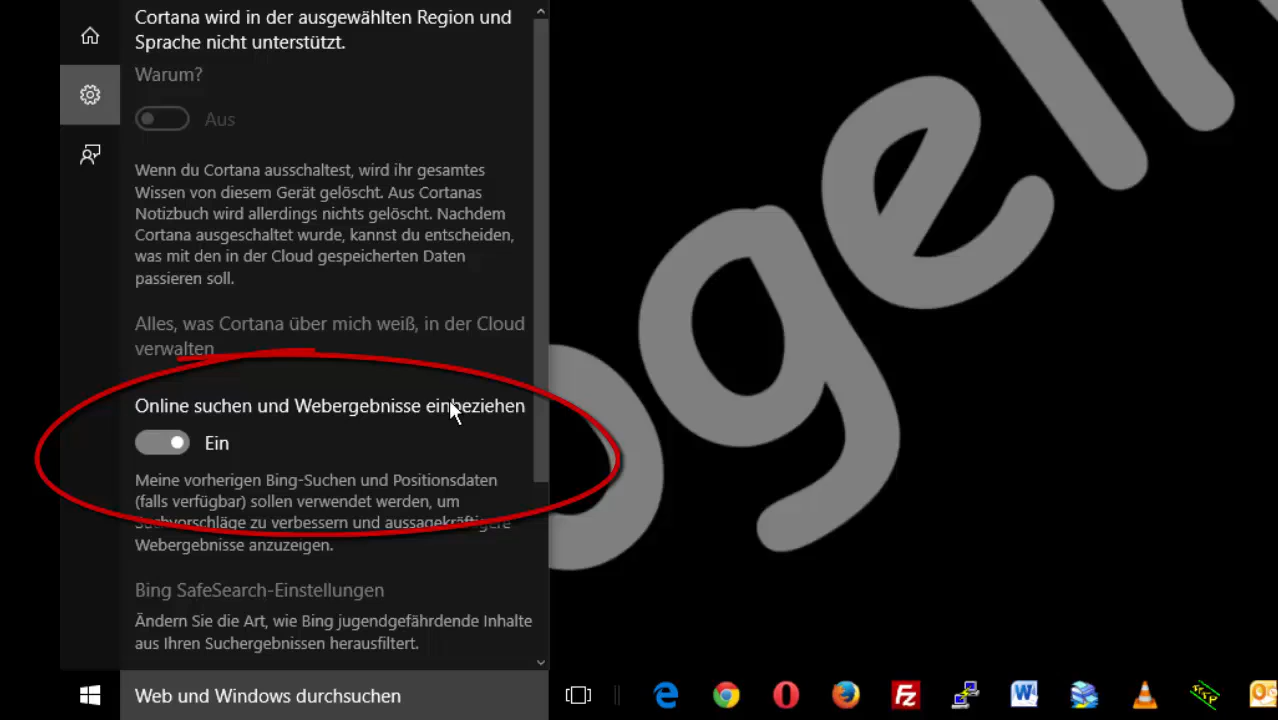 Cortana wird in der ausgewählten Region und
Sprache nicht unterstützt.
Warum?
Aus
Wenn du Cortana ausschaltest, wird ihr gesamtes
Wissen von diesem Gerät gelöscht. Aus Cortanas
Notizbuch wird allerdings nichts gelöscht. Nachdem
Cortana ausgeschaltet wurde, kannst du entscheiden,
was mit den in der Cloud gespeicherten Daten
passieren soll.
Alles, was Cortana über mich weiß, in der Cloud
verwalten
Online suchen und Webergebnisse einbeziehen
Ein
Meine vorherigen Bing-Suchen und Positionsdaten
(falls verfügbar) sollen verwendet werden, um
Suchvorschläge zu verbessern und aussagekräftigere
Webergebnisse anzuzeigen.
Bing SafeSearch-Einstellungen
Ändern Sie die Art, wie Bing jugendgefährdende Inhalte
aus Ihren Suchergebnissen herausfiltert.
Web und Windows durchsuchen
ogel
Fz
W